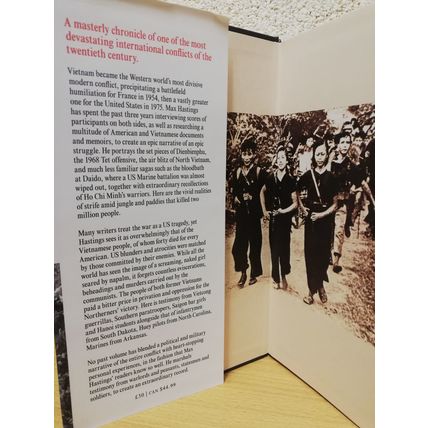 A masterly chronicle of one of the most
devastating international conflicts of the
twentieth century.
Vietnam became the Western world's most divisive
modern conflict, precipitating a battlefield
humiliation for France in 1954, then a vastly greater
one for the United States in 1975. Max Hastings
has spent the past three years interviewing scores of
participants on both sides, as well as researching a
multitude of American and Vietnamese documents
and memoirs, to create an epic narrative of an epic
struggle. He portrays the set pieces of Dienbienphu,
the 1968 Tet offensive, the air blitz of North Vietnam,
and much less familiar sagas such as the bloodbath
at Daido, where a US Marine battalion was almost
wiped out, together with extraordinary recollections
of Ho Chi Minh's warriors. Here are the vivid realities
of strife amid jungle and paddies that killed two
million people.
Many writers treat the war as a US tragedy, yet
Hastings sees it as overwhelmingly that of the
Vietnamese people, of whom forty died for every
American. US blunders and atrocities were matched
by those committed by their enemies. While all the
world has seen the image of a screaming, naked girl
seared by napalm, it forgets countless eviscerations,
beheadings and murders carried out by the
communists. The people of both former Vietnams
paid a bitter price in privation and oppression for the
Northerners' victory. Here is testimony from Vietcong
guerrillas, Southern paratroopers, Saigon bar girls
and Hanoi students alongside that of infantrymen
from South Dakota, Huey pilots from North Carolina,
Marines from Arkansas.
No past volume has blended a political and military
narrative of the entire conflict with heart-stopping
personal experiences, in the fashion that Max
Hastings' readers know so well. He marshals
testimony from warlords and peasants, statesmen and
soldiers, to create an extraordinary record.
£30 | CAN $44.99